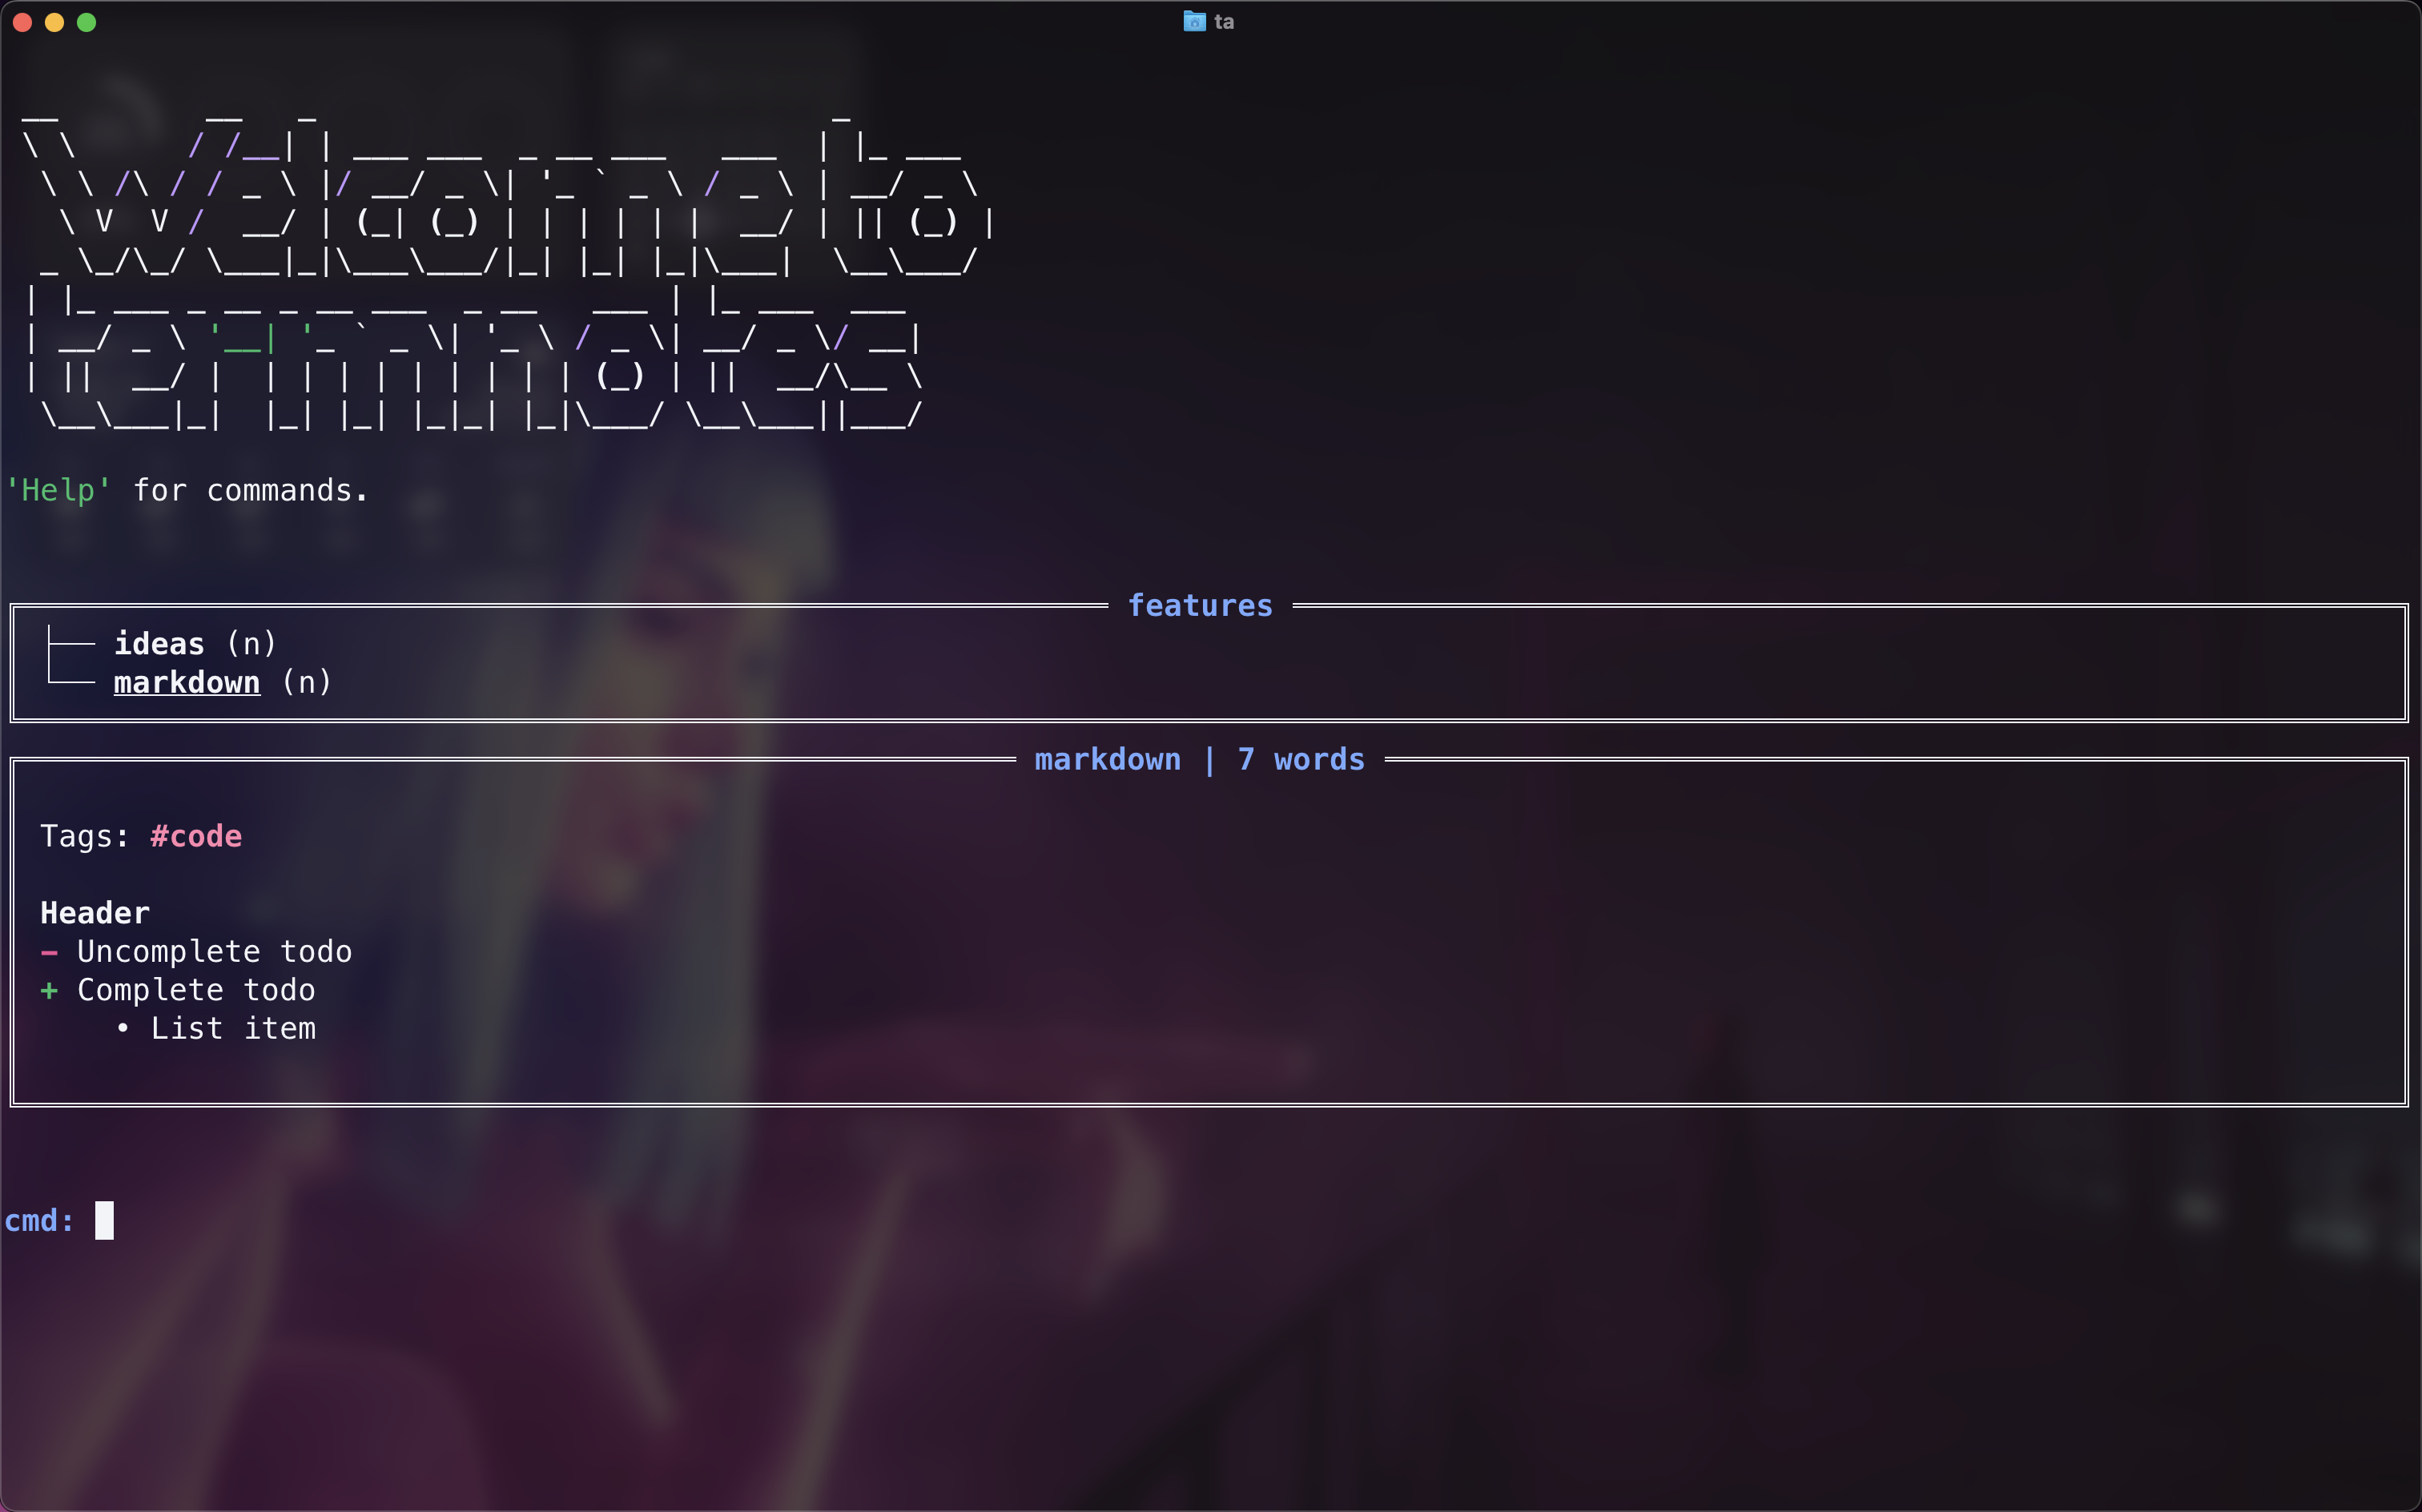 ta
Welcome to
termnotes
'Help' for commands.
features
ideas (n)
markdown (n)
markdown | 7 words
Tags: #code
Header
− Uncomplete todo
+ Complete todo
• List item
cmd: